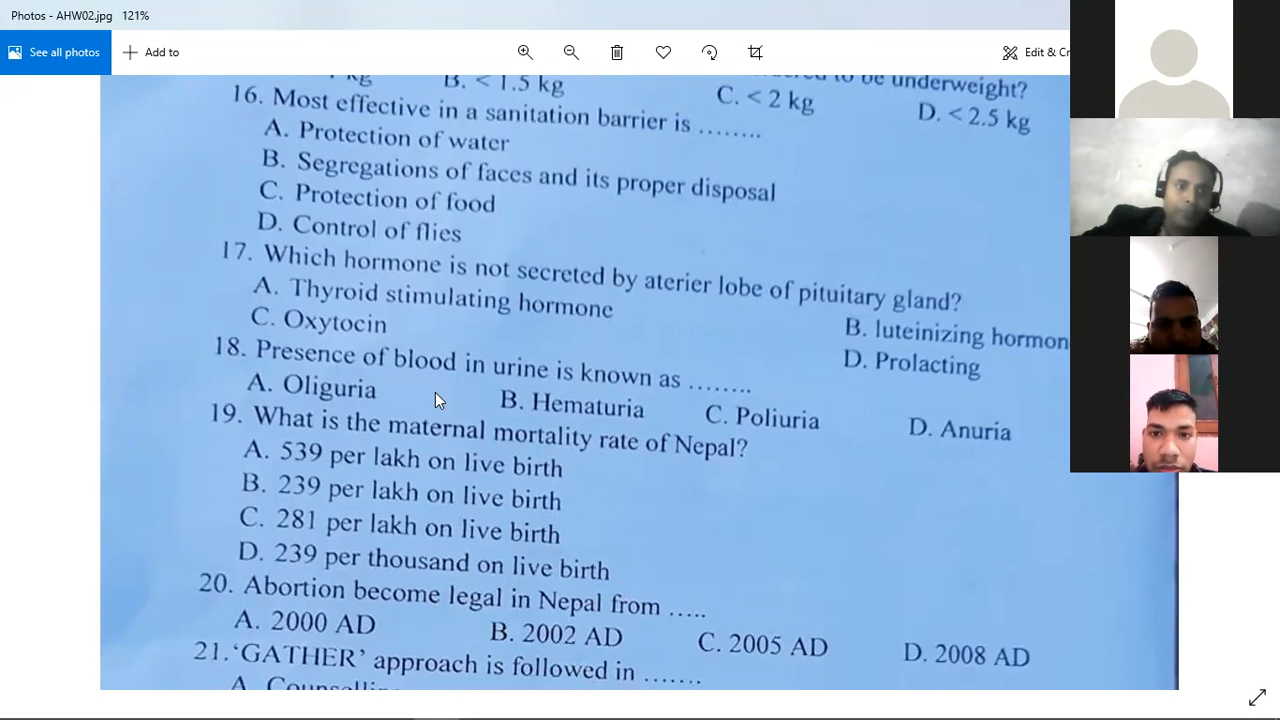 Photos - AHW02.jpg 121%
See all photos Add to Edit & Cr
to be underweight?
kg B. < 1.5 kg C. < 2 kg D. < 2.5 kg
16. Most effective in a sanitation barrier is ........
A. Protection of water
B. Segregations of faces and its proper disposal
C. Protection of food
D. Control of flies
17. Which hormone is not secreted by aterier lobe of pituitary gland?
A. Thyroid stimulating hormone B. luteinizing hormon
C. Oxytocin D. Prolacting
18. Presence of blood in urine is known as ........
A. Oliguria B. Hematuria C. Poliuria D. Anuria
19. What is the maternal mortality rate of Nepal?
A. 539 per lakh on live birth
B. 239 per lakh on live birth
C. 281 per lakh on live birth
D. 239 per thousand on live birth
20. Abortion become legal in Nepal from .....
A. 2000 AD B. 2002 AD C. 2005 AD D. 2008 AD
21. ‘GATHER’ approach is followed in .......
A. Counselling